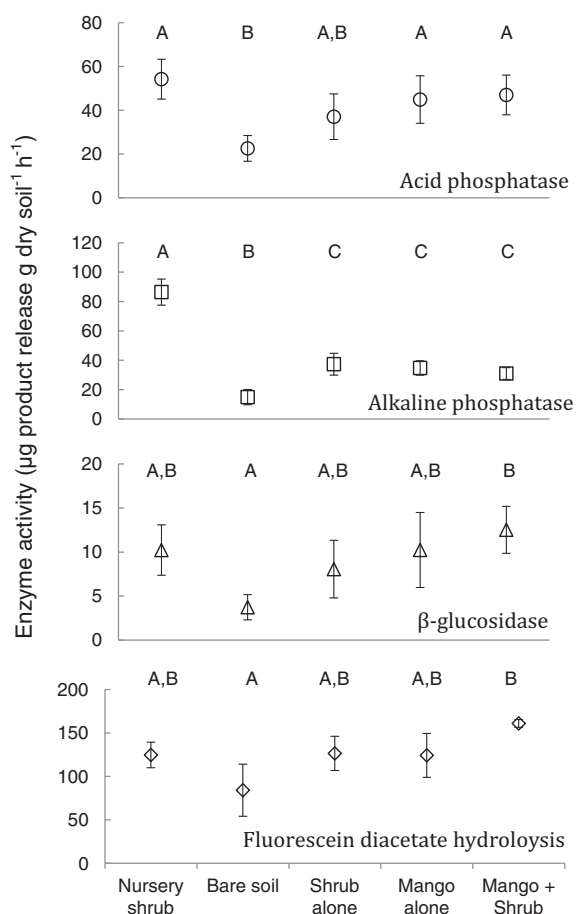 Enzyme activity (µg product release g dry soil⁻¹ h⁻¹)
80
60
40
20
0
A B A,B A A
Acid phosphatase
120
100
80
60
40
20
0
A B C C C
Alkaline phosphatase
20
15
10
5
0
A,B A A,B A,B B
β-glucosidase
200
150
100
50
0
A,B A A,B A,B B
Fluorescein diacetate hydroloysis
Nursery shrub
Bare soil
Shrub alone
Mango alone
Mango + Shrub